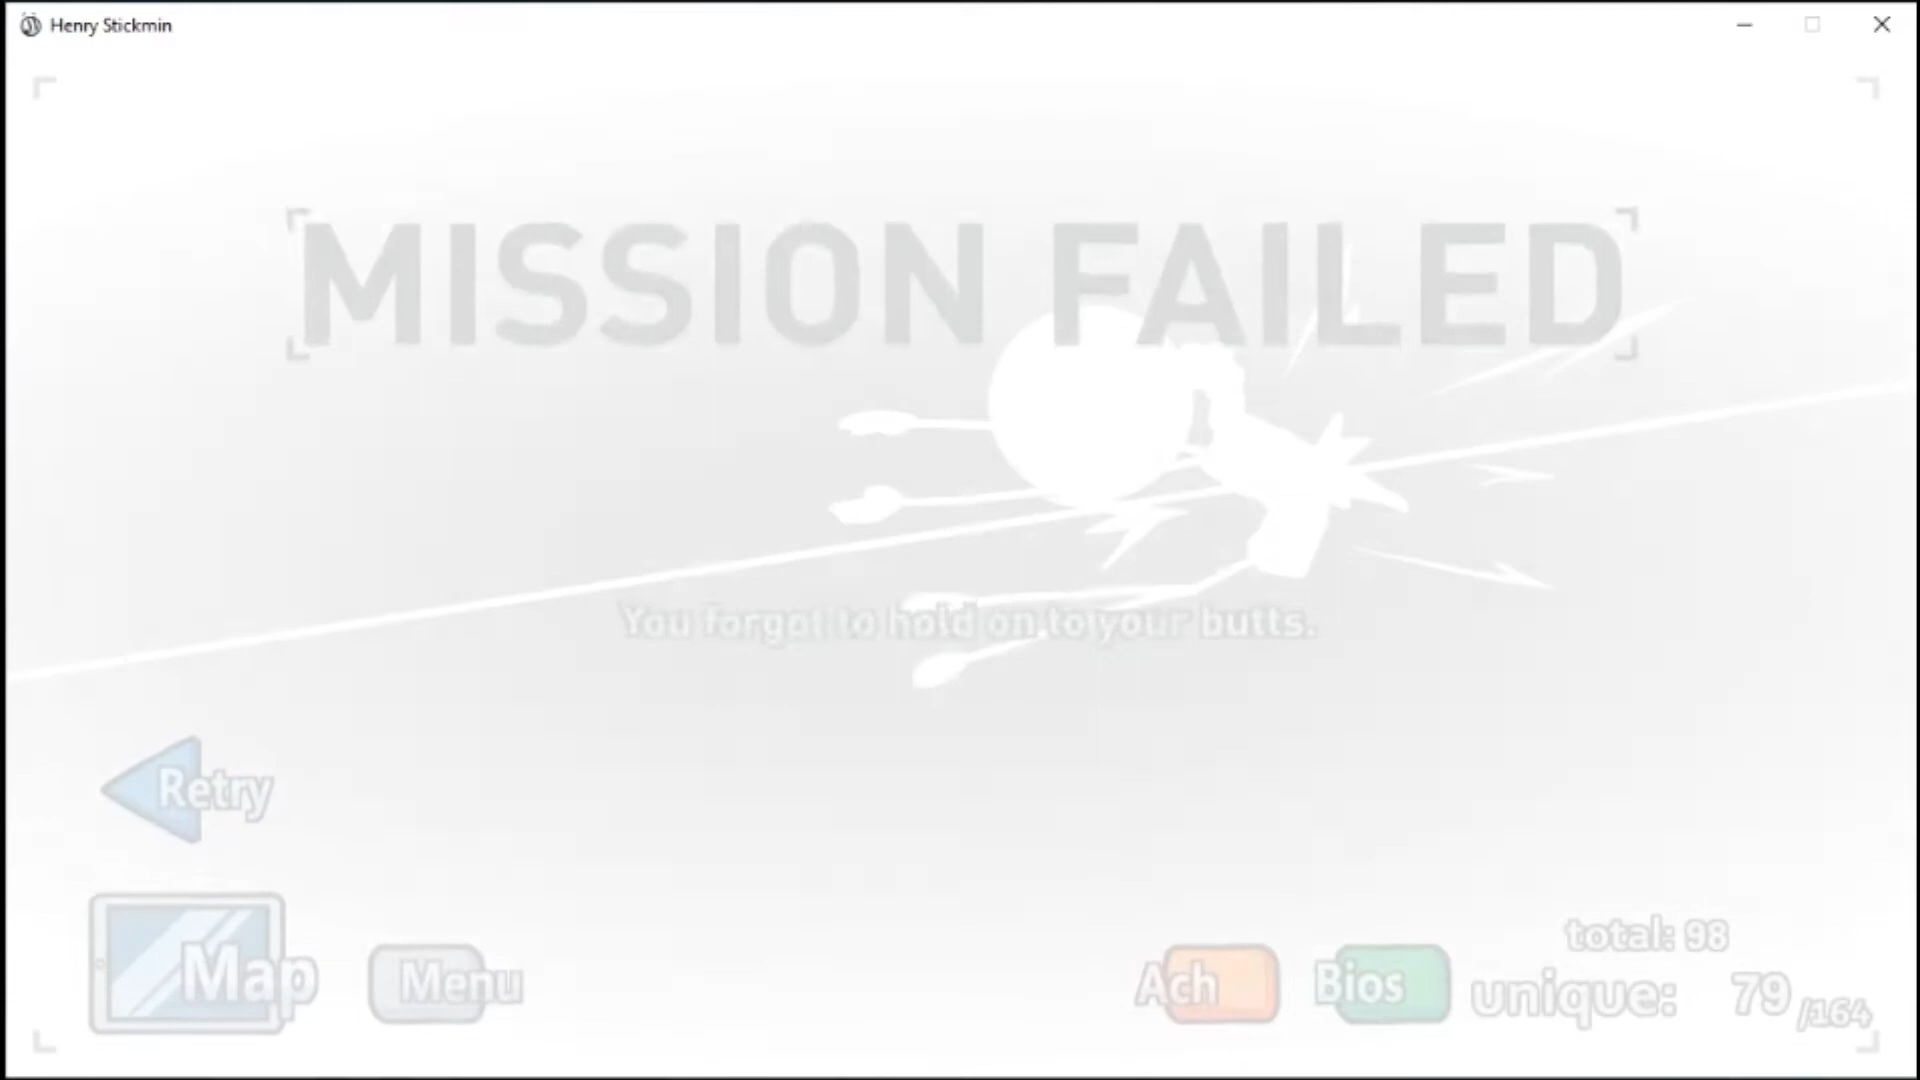 Henry Stickmin
MISSION FAILED
You forgot to hold on to your butts.
Retry
Map
Menu
Ach
Bios
total: 98
unique: 79 /164